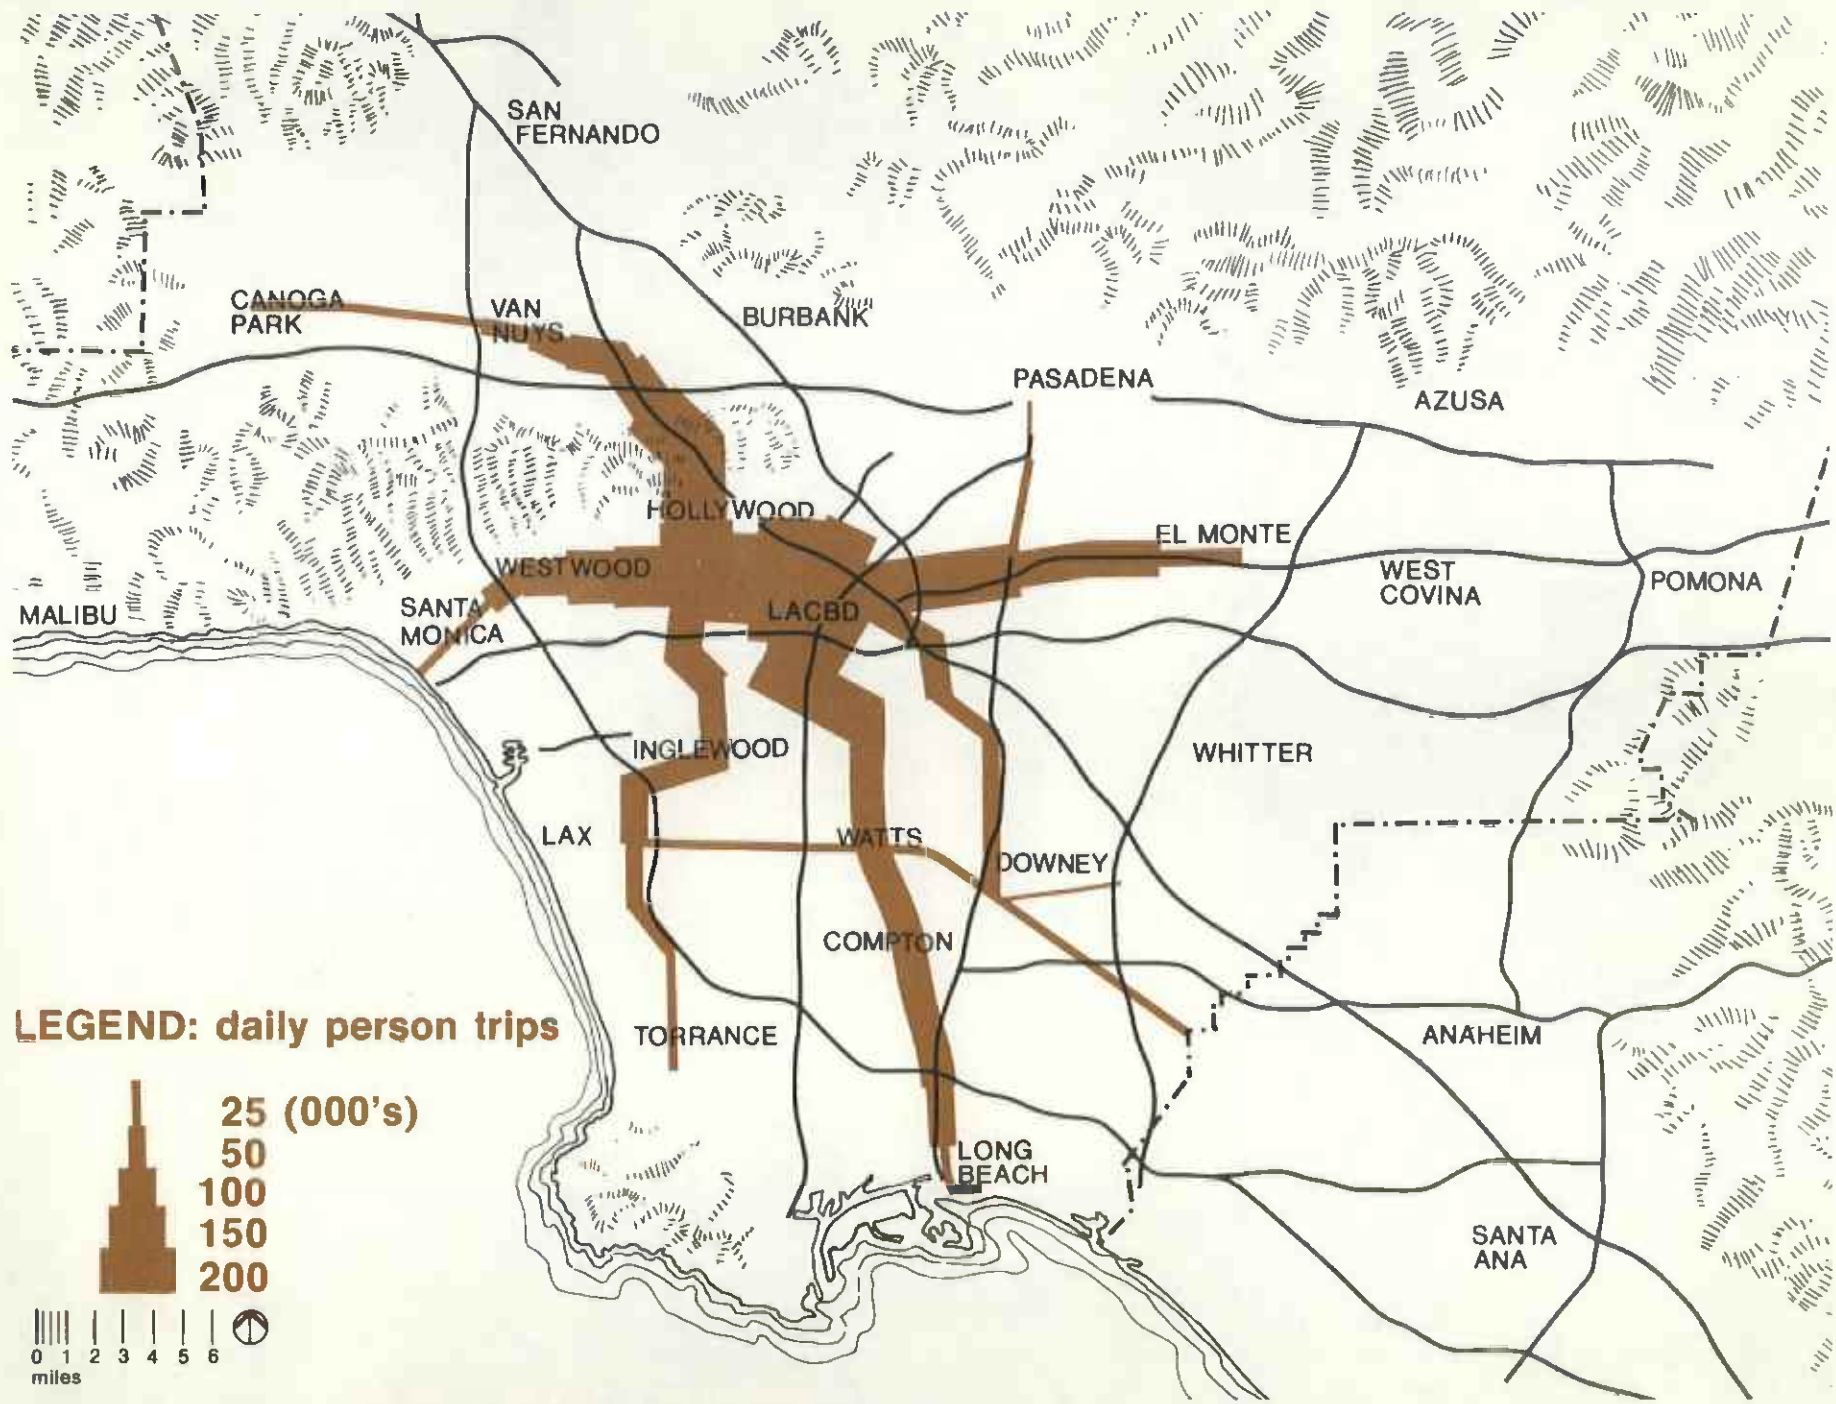 SAN
FERNANDO
CANOGA
PARK
VAN
NUYS
BURBANK
PASADENA
AZUSA
HOLLYWOOD
EL MONTE
WESTWOOD
WEST
COVINA
POMONA
MALIBU
SANTA
MONICA
LACBD
INGLEWOOD
WHITTER
LAX
WATTS
DOWNEY
COMPTON
LEGEND: daily person trips
TORRANCE
ANAHEIM
25 (000's)
50
100
150
200
LONG
BEACH
SANTA
ANA
0 1 2 3 4 5 6
miles